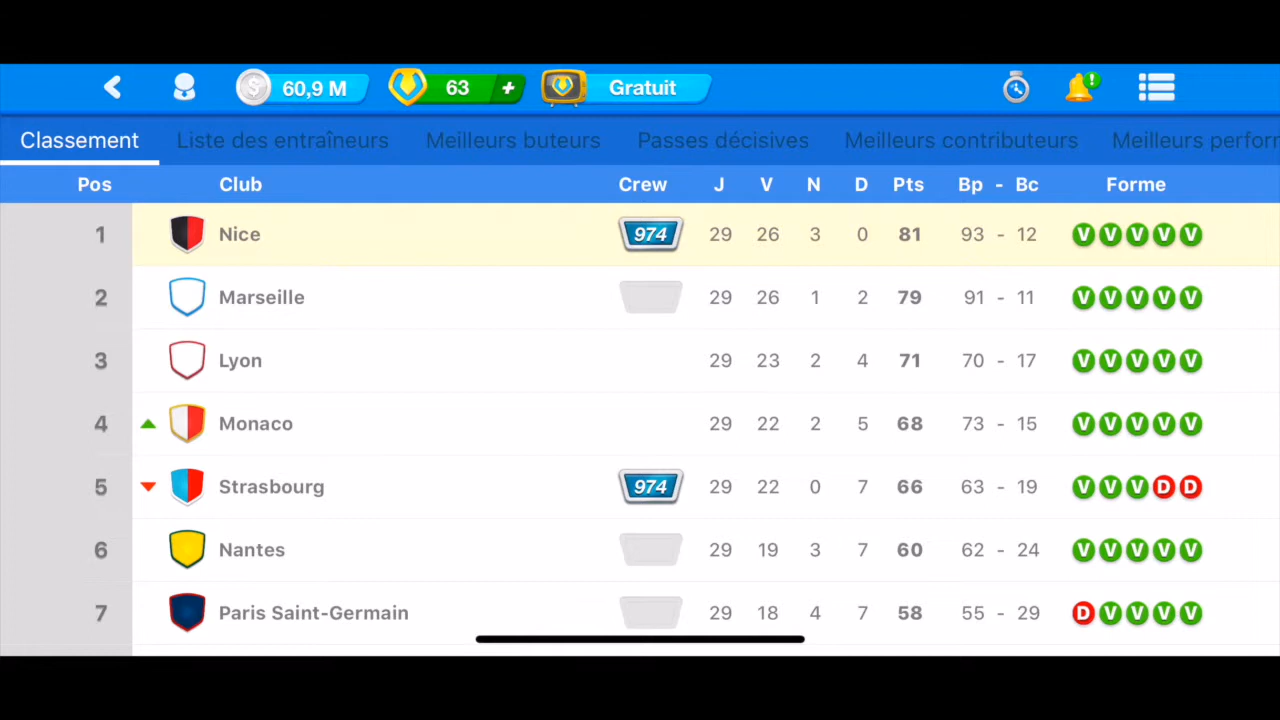 60,9 M 63 + Gratuit
Classement Liste des entraîneurs Meilleurs buteurs Passes décisives Meilleurs contributeurs Meilleurs perfor
Pos Club Crew J V N D Pts Bp - Bc Forme
1 Nice 974 29 26 3 0 81 93 - 12 V V V V V
2 Marseille 29 26 1 2 79 91 - 11 V V V V V
3 Lyon 29 23 2 4 71 70 - 17 V V V V V
4 Monaco 29 22 2 5 68 73 - 15 V V V V V
5 Strasbourg 974 29 22 0 7 66 63 - 19 V V V D D
6 Nantes 29 19 3 7 60 62 - 24 V V V V V
7 Paris Saint-Germain 29 18 4 7 58 55 - 29 D V V V V